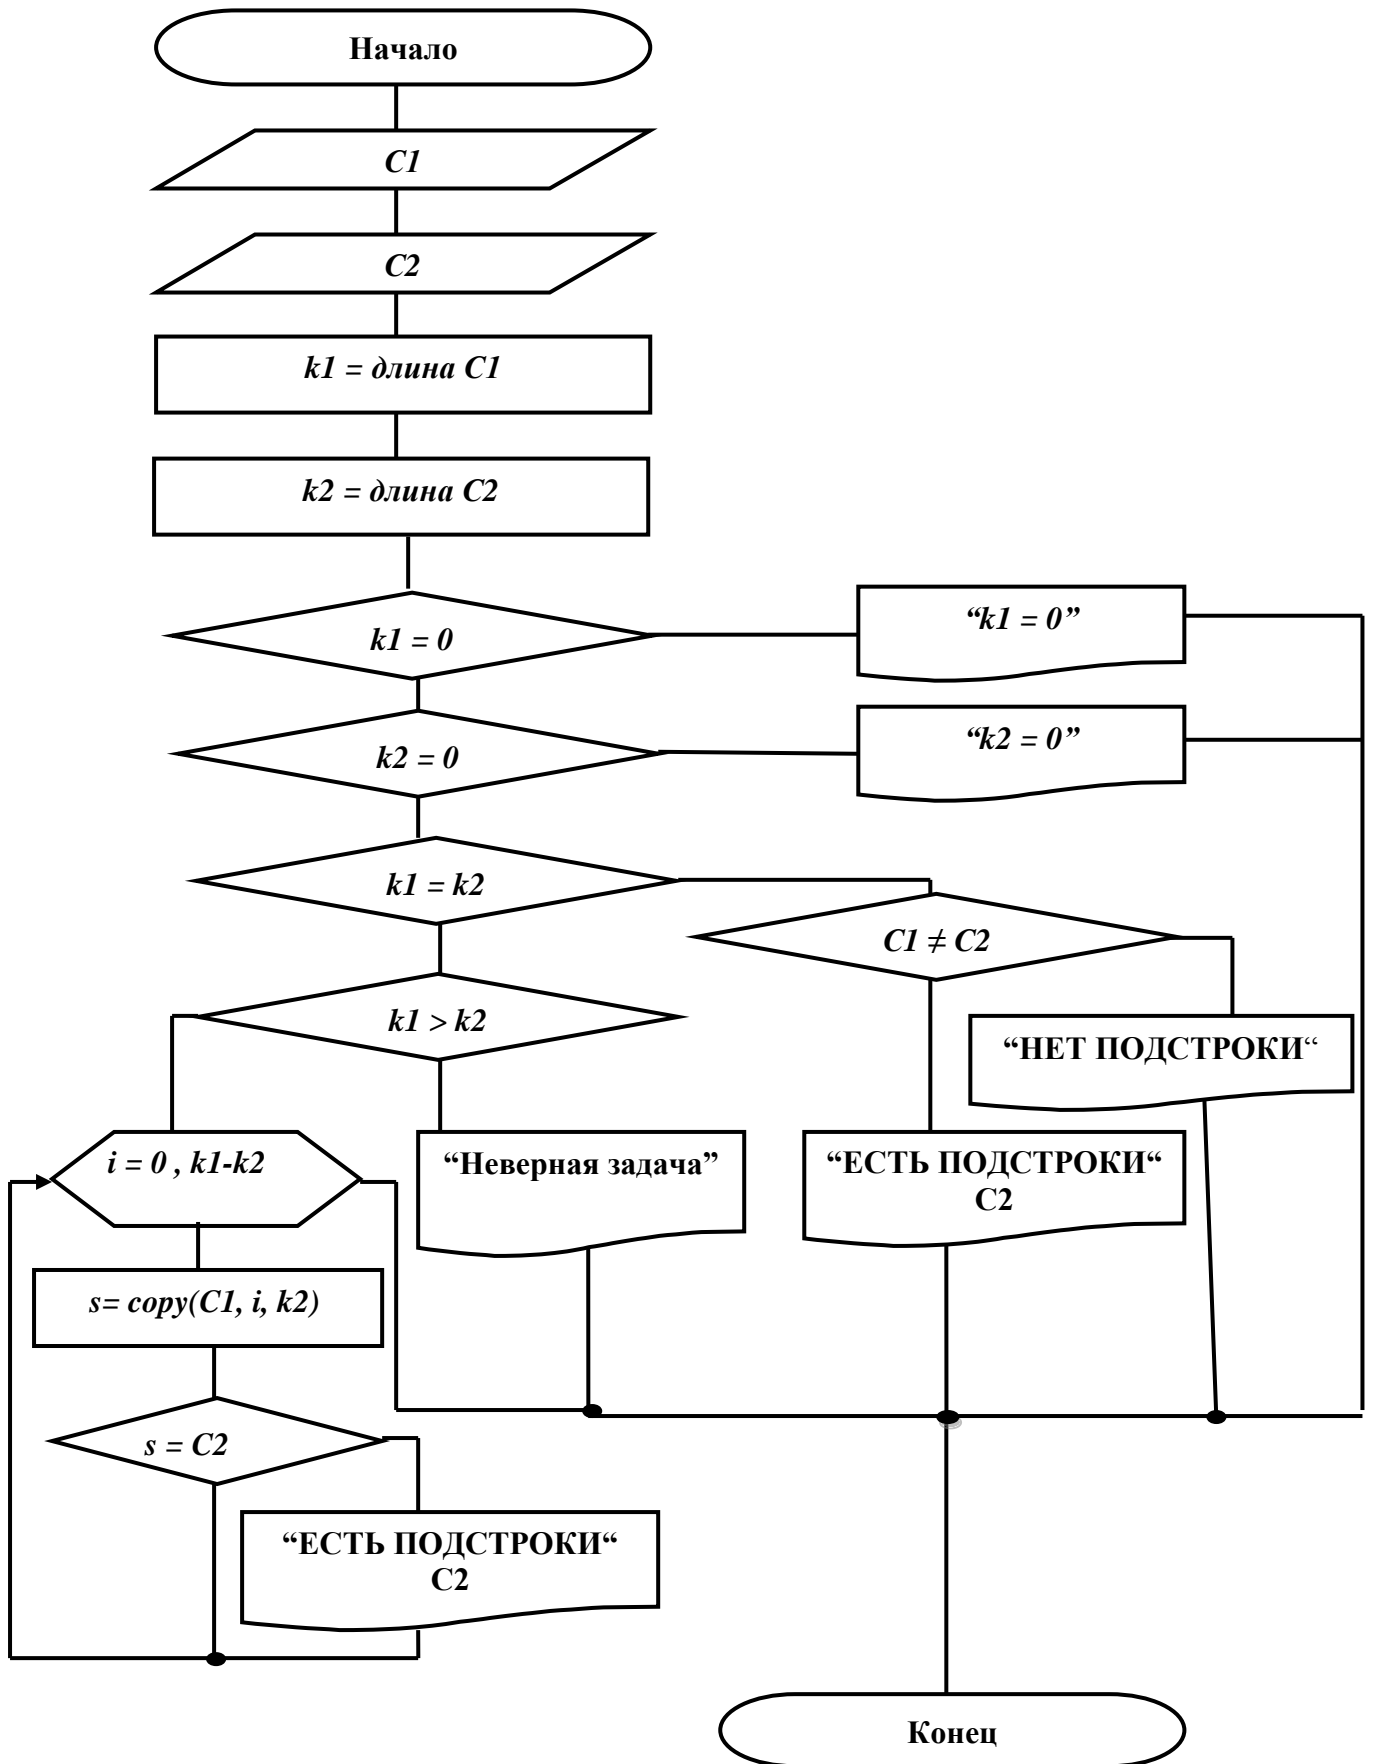 Начало
C1
C2
k1 = длина C1
k2 = длина C2
k1 = 0
“k1 = 0”
k2 = 0
“k2 = 0”
k1 = k2
C1 ≠ C2
k1 > k2
“НЕТ ПОДСТРОКИ“
i = 0 , k1-k2
“Неверная задача”
“ЕСТЬ ПОДСТРОКИ“
C2
s= copy(C1, i, k2)
s = C2
“ЕСТЬ ПОДСТРОКИ“
C2
Конец